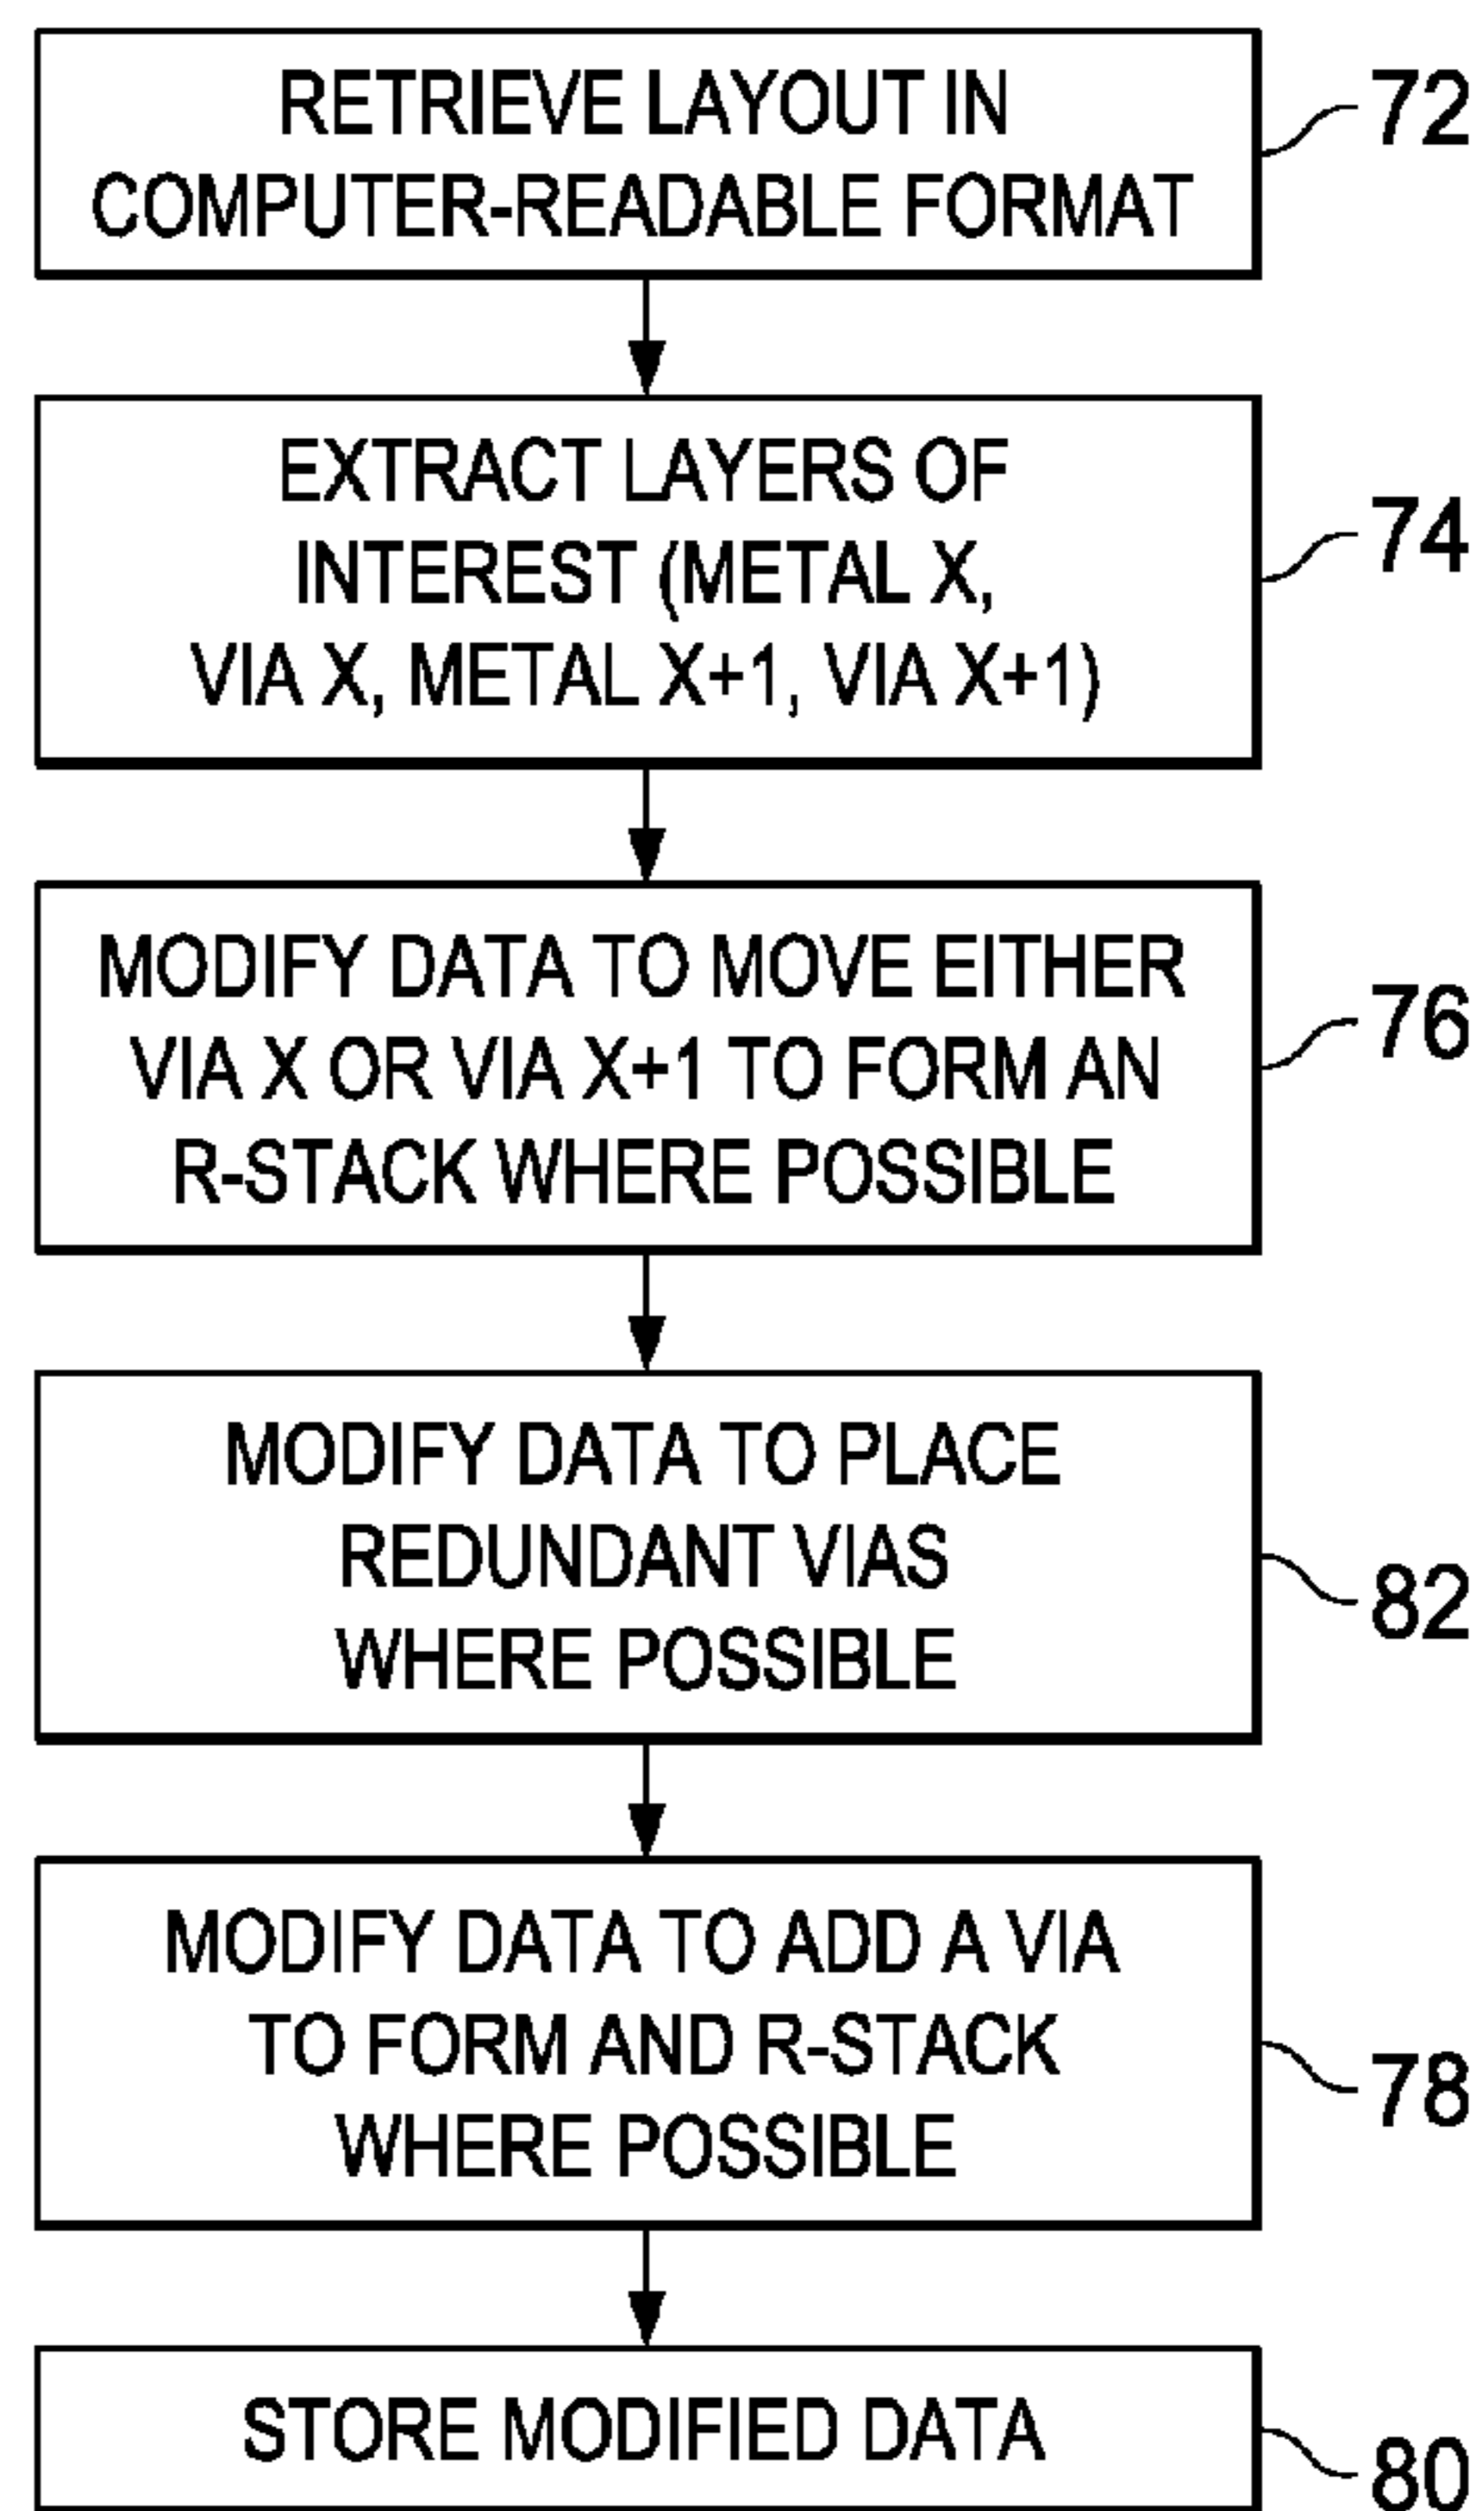 RETRIEVE LAYOUT IN
COMPUTER-READABLE FORMAT
72
EXTRACT LAYERS OF
INTEREST (METAL X,
VIA X, METAL X+1, VIA X+1)
74
MODIFY DATA TO MOVE EITHER
VIA X OR VIA X+1 TO FORM AN
R-STACK WHERE POSSIBLE
76
MODIFY DATA TO PLACE
REDUNDANT VIAS
WHERE POSSIBLE
82
MODIFY DATA TO ADD A VIA
TO FORM AND R-STACK
WHERE POSSIBLE
78
STORE MODIFIED DATA
80